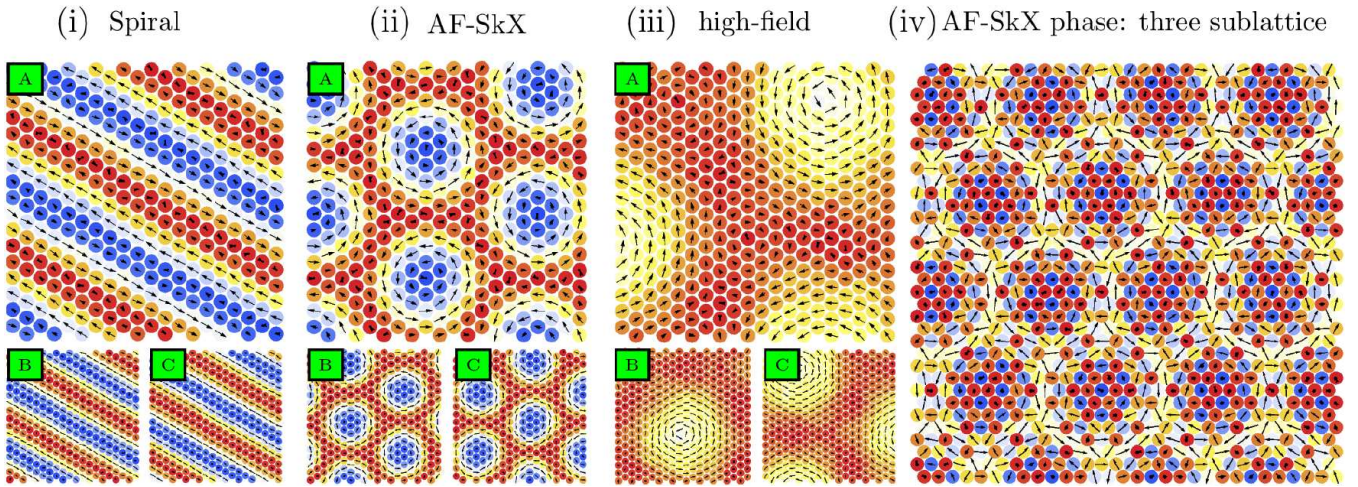 (i) Spiral
(ii) AF-SkX
(iii) high-field
(iv) AF-SkX phase: three sublattice
A
A
A
B
C
B
C
B
C